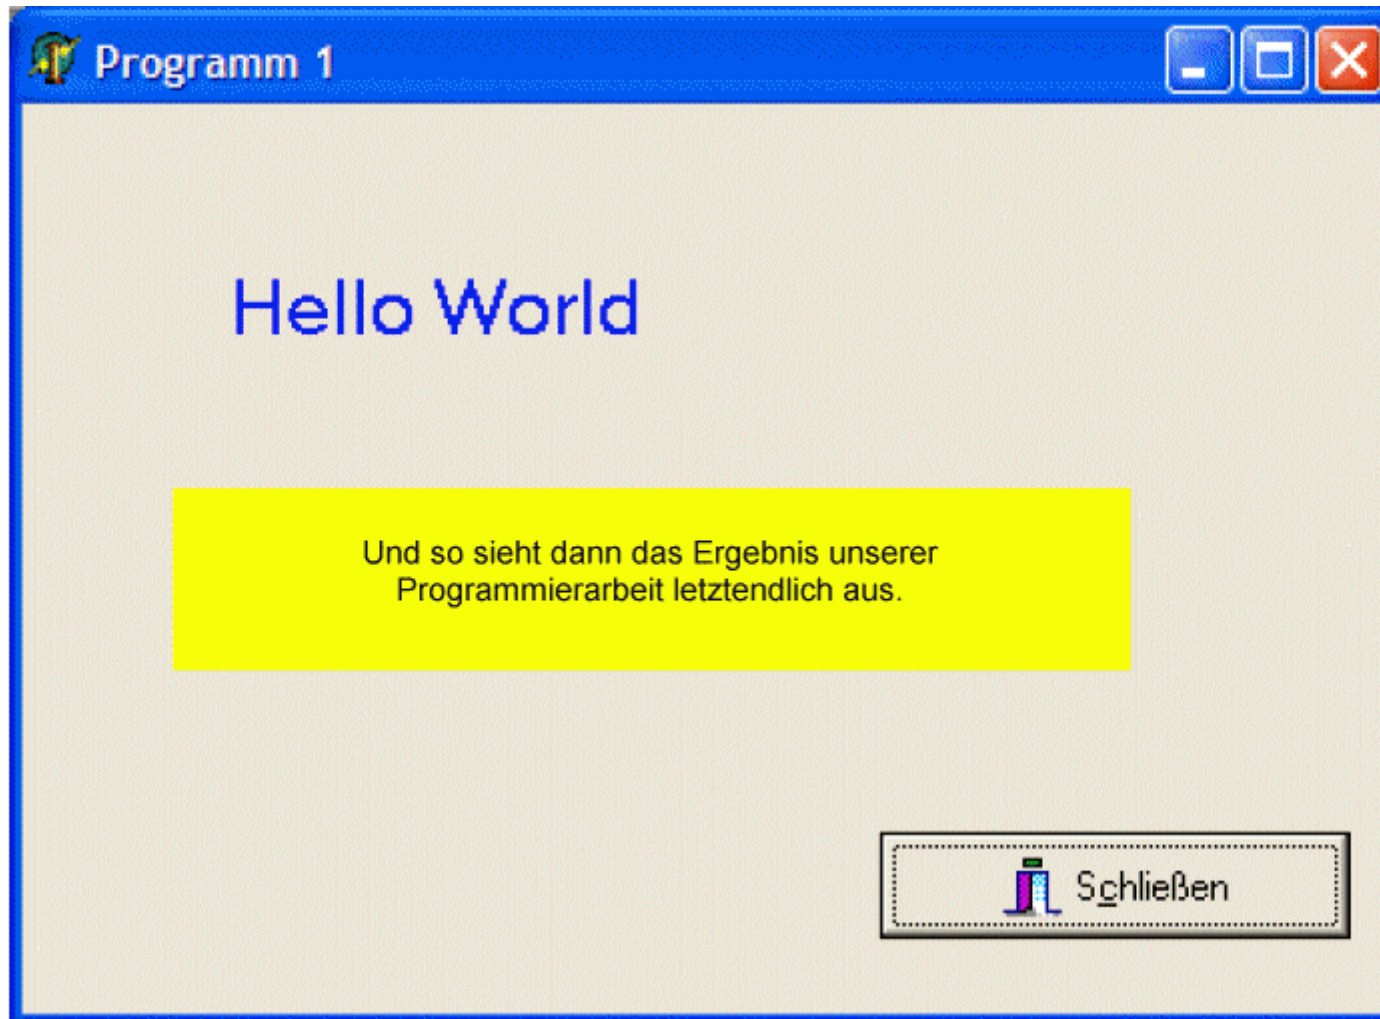 Programm 1
Hello World
Und so sieht dann das Ergebnis unserer
Programmierarbeit letztendlich aus.
Schließen